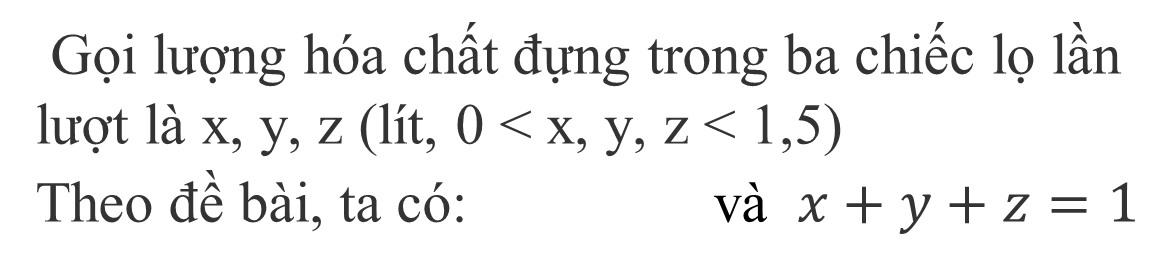 Gọi lượng hóa chất đựng trong ba chiếc lọ lần
lượt là x, y, z (lít, 0 < x, y, z < 1,5)
Theo đề bài, ta có: và x + y + z = 1